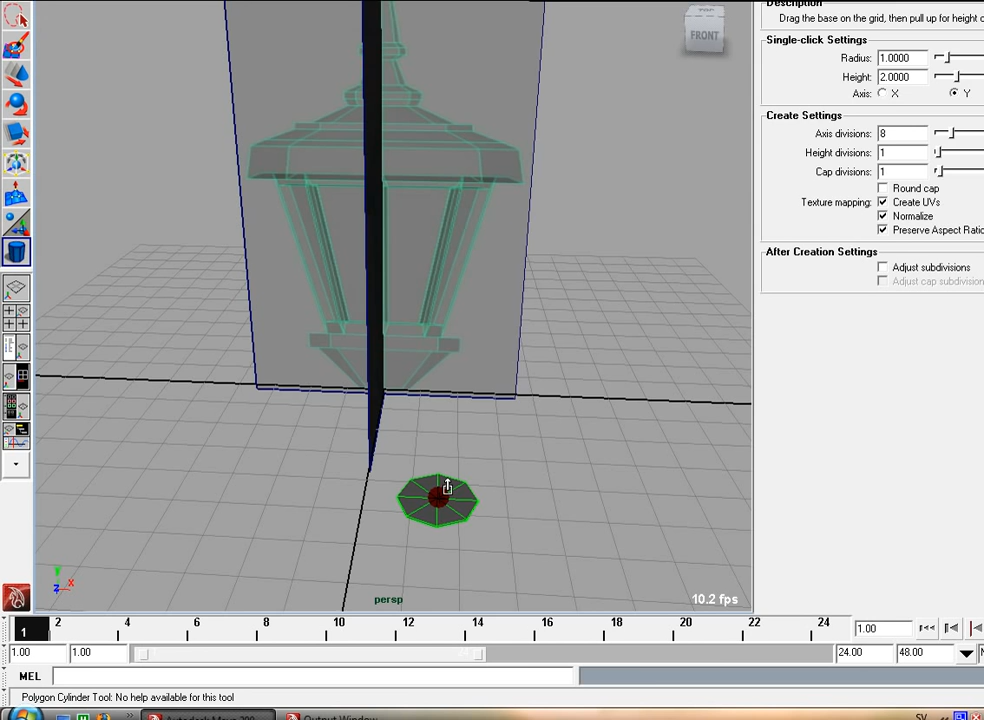 Description
Drag the base on the grid, then pull up for height
Single-click Settings
Radius: 1.0000
Height: 2.0000
Axis: X Y
Create Settings
Axis divisions: 8
Height divisions: 1
Cap divisions: 1
Round cap
Texture mapping: Create UVs
Normalize
Preserve Aspect Ratio
After Creation Settings
Adjust subdivisions
Adjust cap subdivision
FRONT
y
z x
persp
10.2 fps
1 2 4 6 8 10 12 14 16 18 20 22 24 1.00
1.00 1.00 24.00 48.00
MEL
Polygon Cylinder Tool: No help available for this tool
Output Window
SV